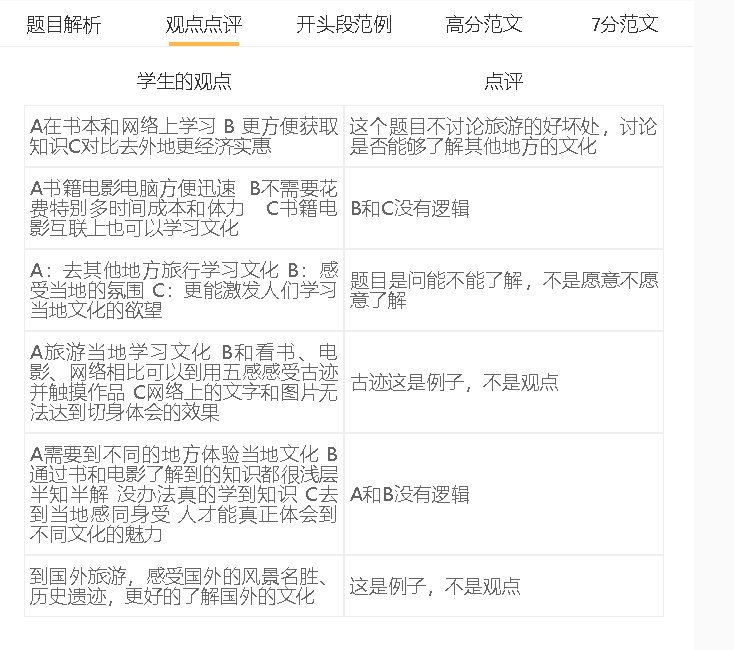 题目解析 观点点评 开头段范例 高分范文 7分范文
学生的观点 点评
A在书本和网络上学习 B 更方便获取
知识C对比去外地更经济实惠
这个题目不讨论旅游的好坏处，讨论
是否能够了解其他地方的文化
A书籍电影电脑方便迅速 B不需要花
费特别多时间成本和体力 C书籍电
影互联上也可以学习文化
B和C没有逻辑
A：去其他地方旅行学习文化 B：感
受当地的氛围 C：更能激发人们学习
当地文化的欲望
题目是问能不能了解，不是愿意不愿
意了解
A旅游当地学习文化 B和看书、电
影、网络相比可以到用五感感受古迹
并触摸作品 C网络上的文字和图片无
法达到切身体会的效果
古迹这是例子，不是观点
A需要到不同的地方体验当地文化 B
通过书和电影了解到的知识都很浅层
半知半解 没办法真的学到知识 C去
到当地感同身受 人才能真正体会到
不同文化的魅力
A和B没有逻辑
到国外旅游，感受国外的风景名胜、
历史遗迹，更好的了解国外的文化
这是例子，不是观点